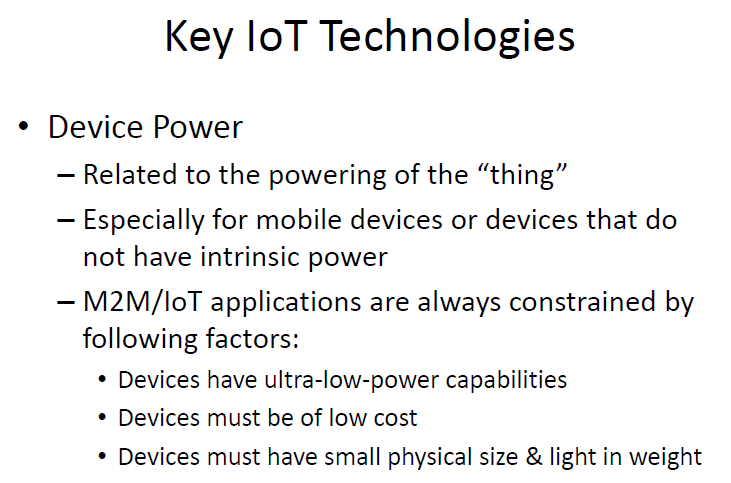 Key IoT Technologies
• Device Power
– Related to the powering of the “thing”
– Especially for mobile devices or devices that do
not have intrinsic power
– M2M/IoT applications are always constrained by
following factors:
• Devices have ultra-low-power capabilities
• Devices must be of low cost
• Devices must have small physical size & light in weight